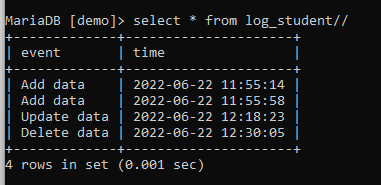 MariaDB [demo]> select * from log_student//
+-------------+---------------------+
| event       | time                |
+-------------+---------------------+
| Add data    | 2022-06-22 11:55:14 |
| Add data    | 2022-06-22 11:55:58 |
| Update data | 2022-06-22 12:18:23 |
| Delete data | 2022-06-22 12:30:05 |
+-------------+---------------------+
4 rows in set (0.001 sec)